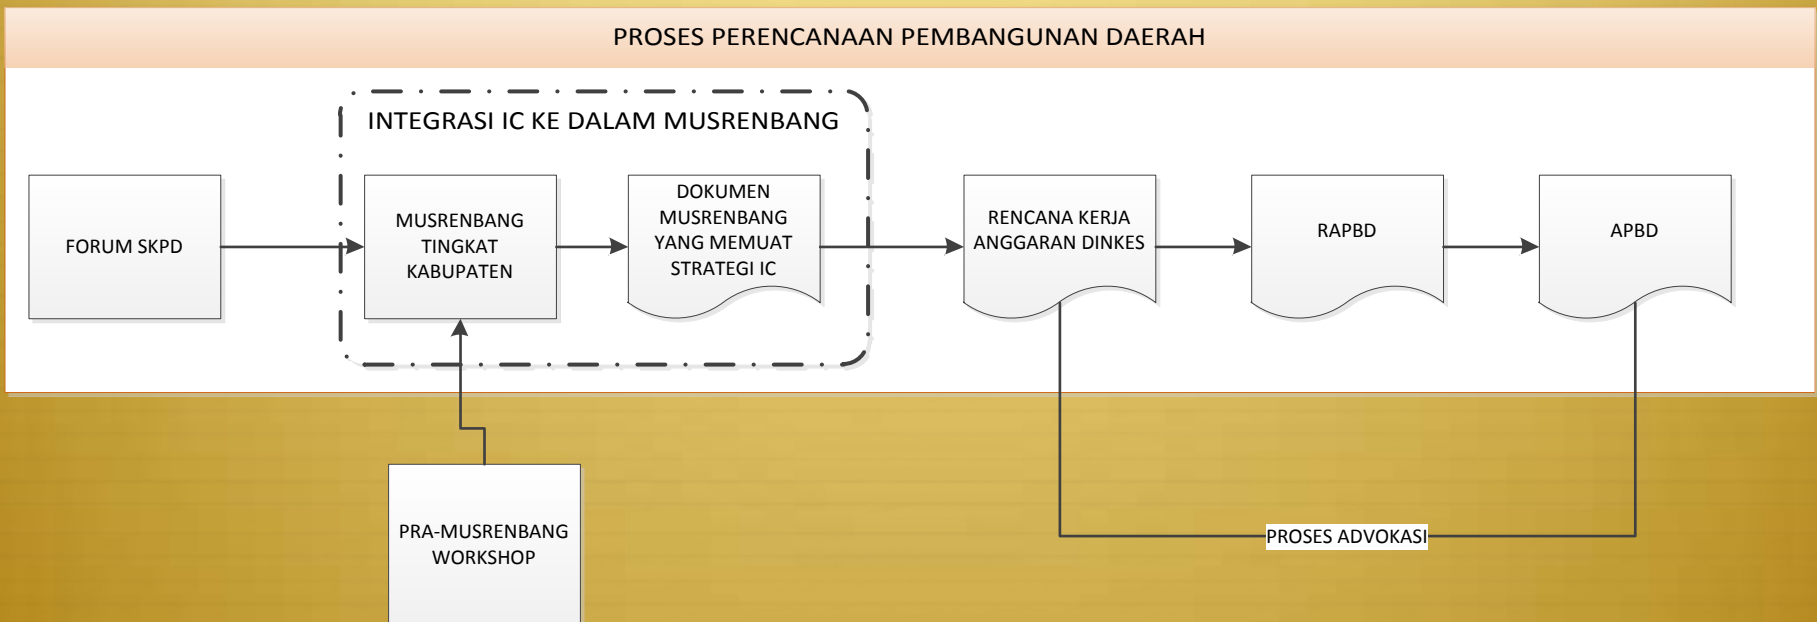 PROSES PERENCANAAN PEMBANGUNAN DAERAH
INTEGRASI IC KE DALAM MUSRENBANG
FORUM SKPD
MUSRENBANG
TINGKAT
KABUPATEN
DOKUMEN
MUSRENBANG
YANG MEMUAT
STRATEGI IC
RENCANA KERJA
ANGGARAN DINKES
RAPBD
APBD
PRA-MUSRENBANG
WORKSHOP
PROSES ADVOKASI